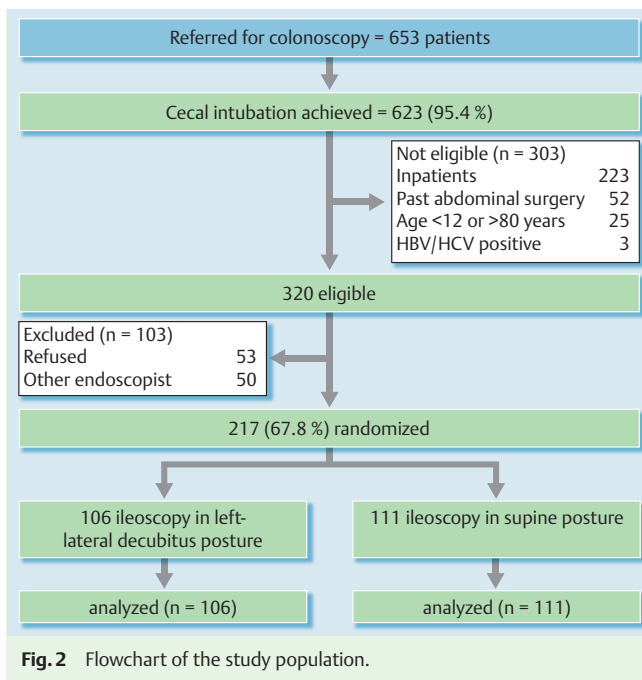 Referred for colonoscopy = 653 patients
Cecal intubation achieved = 623 (95.4 %)
Not eligible (n = 303)
Inpatients 223
Past abdominal surgery 52
Age <12 or >80 years 25
HBV/HCV positive 3
320 eligible
Excluded (n = 103)
Refused 53
Other endoscopist 50
217 (67.8 %) randomized
106 ileoscopy in left-
lateral decubitus posture
111 ileoscopy in supine posture
analyzed (n = 106)
analyzed (n = 111)
Fig. 2 Flowchart of the study population.